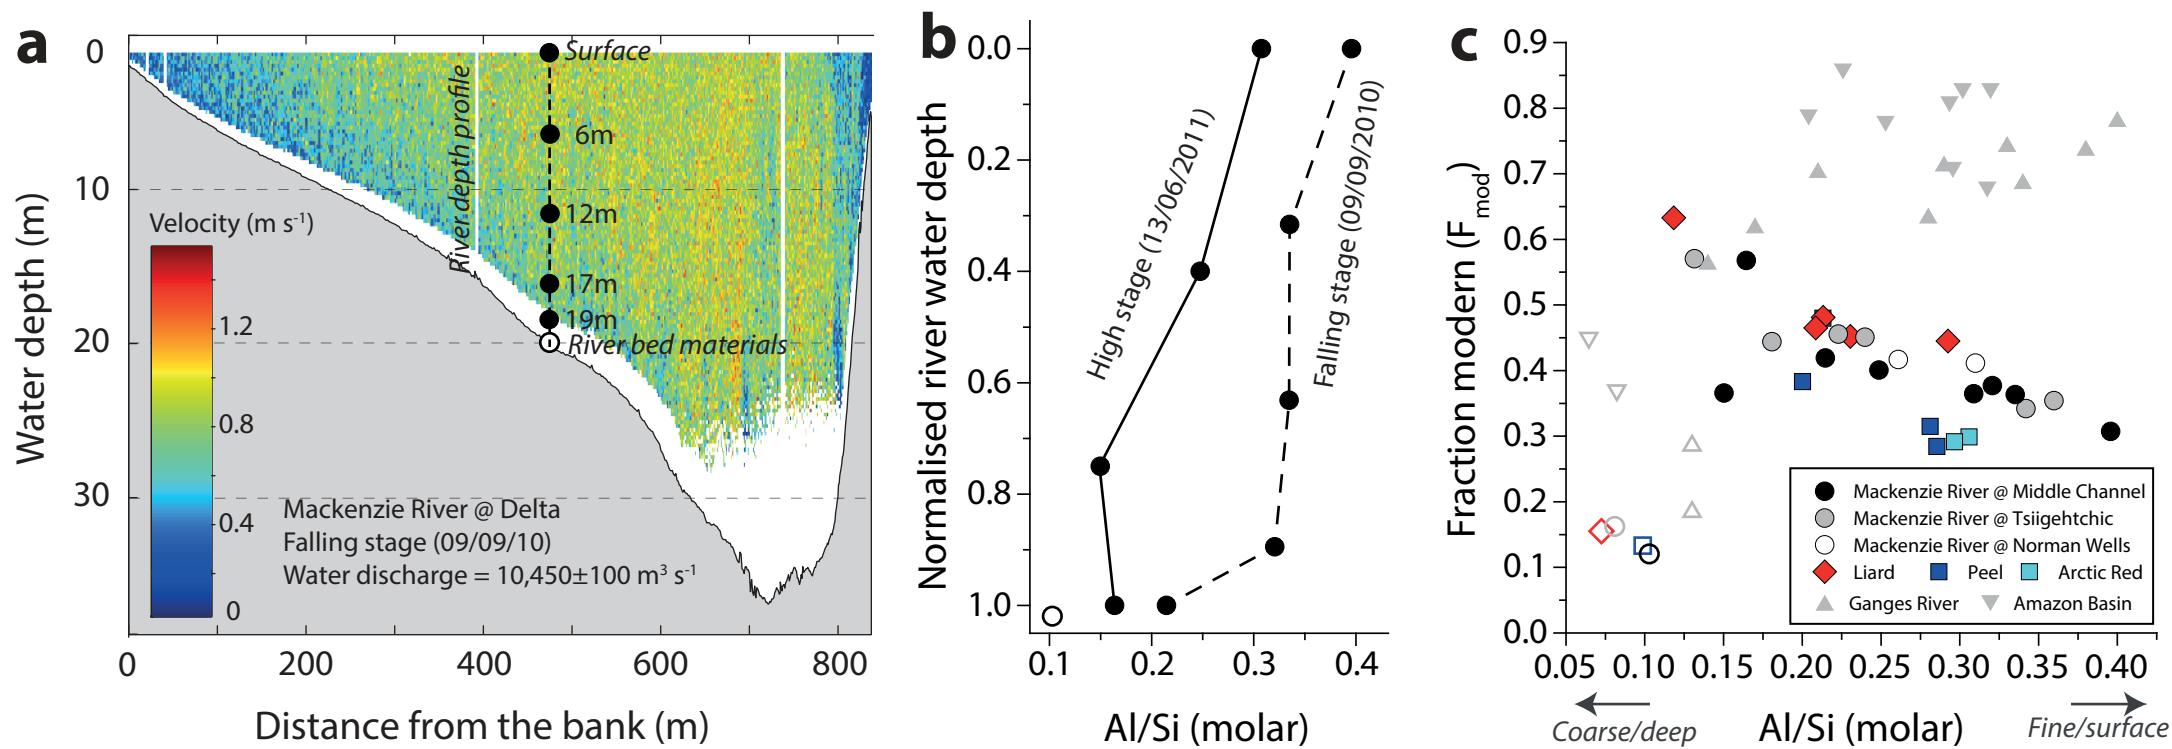 a
0
10
20
30
Water depth (m)
Velocity (m s⁻¹)
1.2
0.8
0.4
0
River depth profile
Surface
6m
12m
17m
19m
River bed materials
Mackenzie River @ Delta
Falling stage (09/09/10)
Water discharge = 10,450±100 m³ s⁻¹
0 200 400 600 800
Distance from the bank (m)
b
0.0
0.2
0.4
0.6
0.8
1.0
Normalised river water depth
High stage (13/06/2011)
Falling stage (09/09/2010)
0.1 0.2 0.3 0.4
Al/Si (molar)
c
0.9
0.8
0.7
0.6
0.5
0.4
0.3
0.2
0.1
0.0
Fraction modern (Fmod)
Mackenzie River @ Middle Channel
Mackenzie River @ Tsiigehtchic
Mackenzie River @ Norman Wells
Liard Peel Arctic Red
Ganges River Amazon Basin
0.05 0.10 0.15 0.20 0.25 0.30 0.35 0.40
Coarse/deep Al/Si (molar) Fine/surface